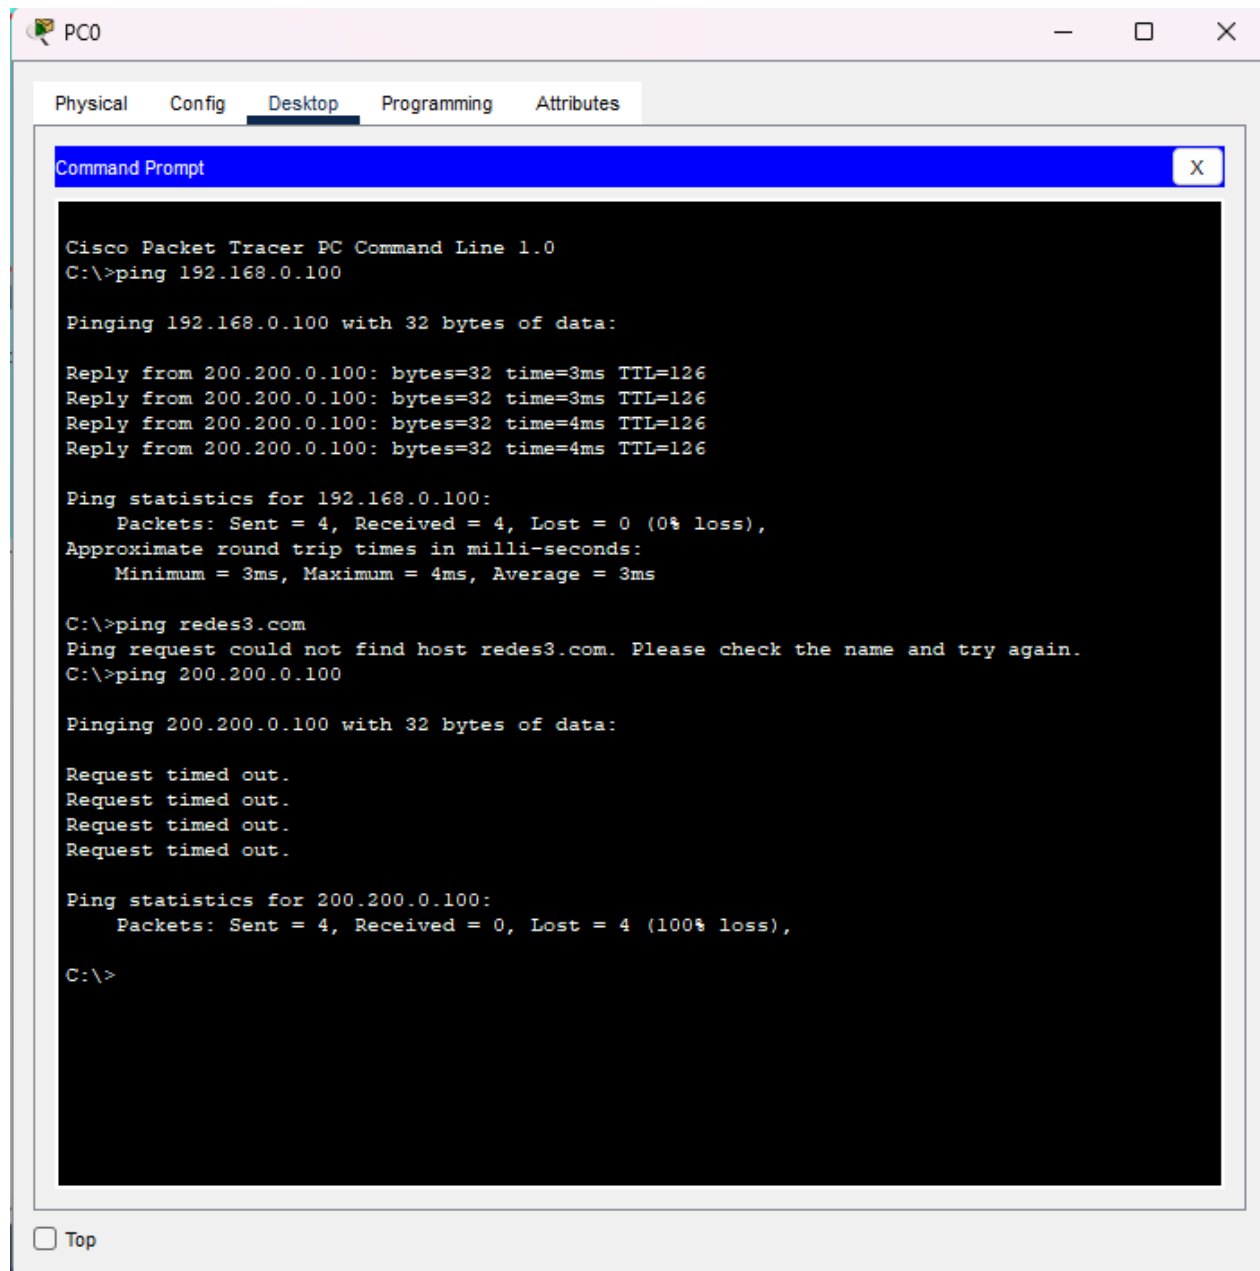 PC0
Physical Config Desktop Programming Attributes
Command Prompt X
Cisco Packet Tracer PC Command Line 1.0
C:\>ping 192.168.0.100
Pinging 192.168.0.100 with 32 bytes of data:
Reply from 200.200.0.100: bytes=32 time=3ms TTL=126
Reply from 200.200.0.100: bytes=32 time=3ms TTL=126
Reply from 200.200.0.100: bytes=32 time=4ms TTL=126
Reply from 200.200.0.100: bytes=32 time=4ms TTL=126
Ping statistics for 192.168.0.100:
Packets: Sent = 4, Received = 4, Lost = 0 (0% loss),
Approximate round trip times in milli-seconds:
Minimum = 3ms, Maximum = 4ms, Average = 3ms
C:\>ping redes3.com
Ping request could not find host redes3.com. Please check the name and try again.
C:\>ping 200.200.0.100
Pinging 200.200.0.100 with 32 bytes of data:
Request timed out.
Request timed out.
Request timed out.
Request timed out.
Ping statistics for 200.200.0.100:
Packets: Sent = 4, Received = 0, Lost = 4 (100% loss),
C:\>
Top